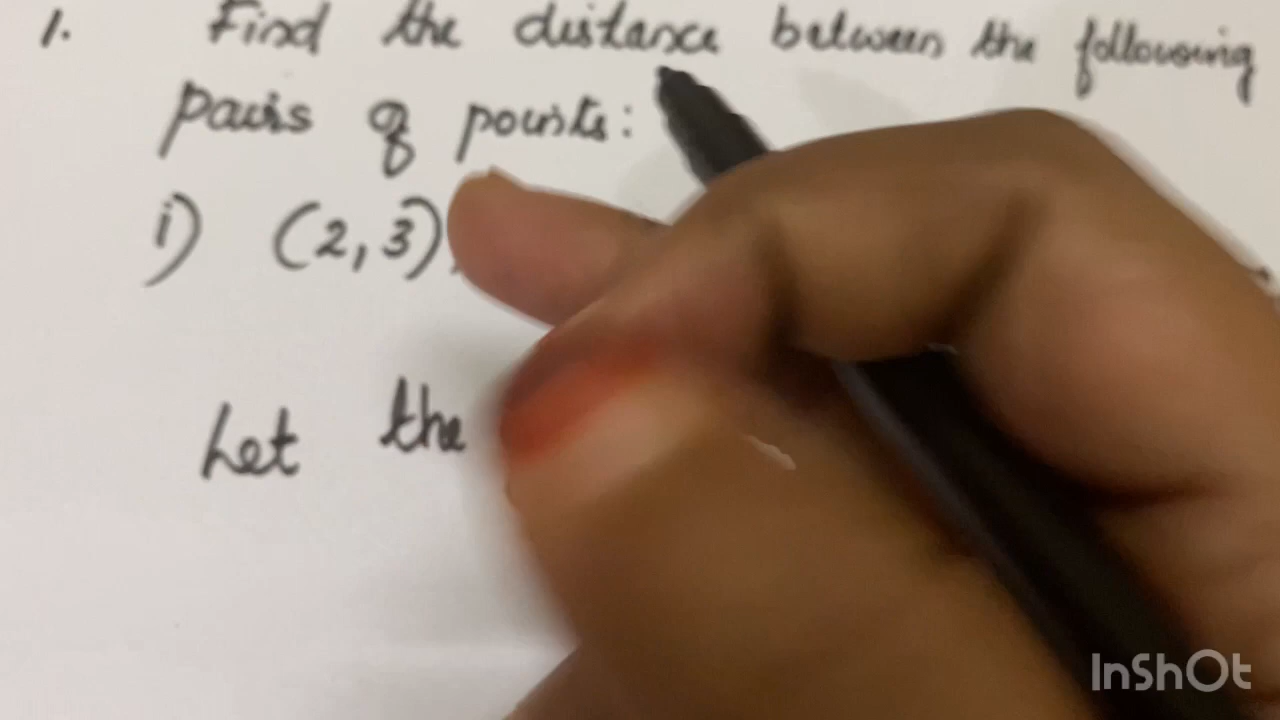 1. Find the distance between the following
pairs of points:
i) (2,3),
Let the
InShOt